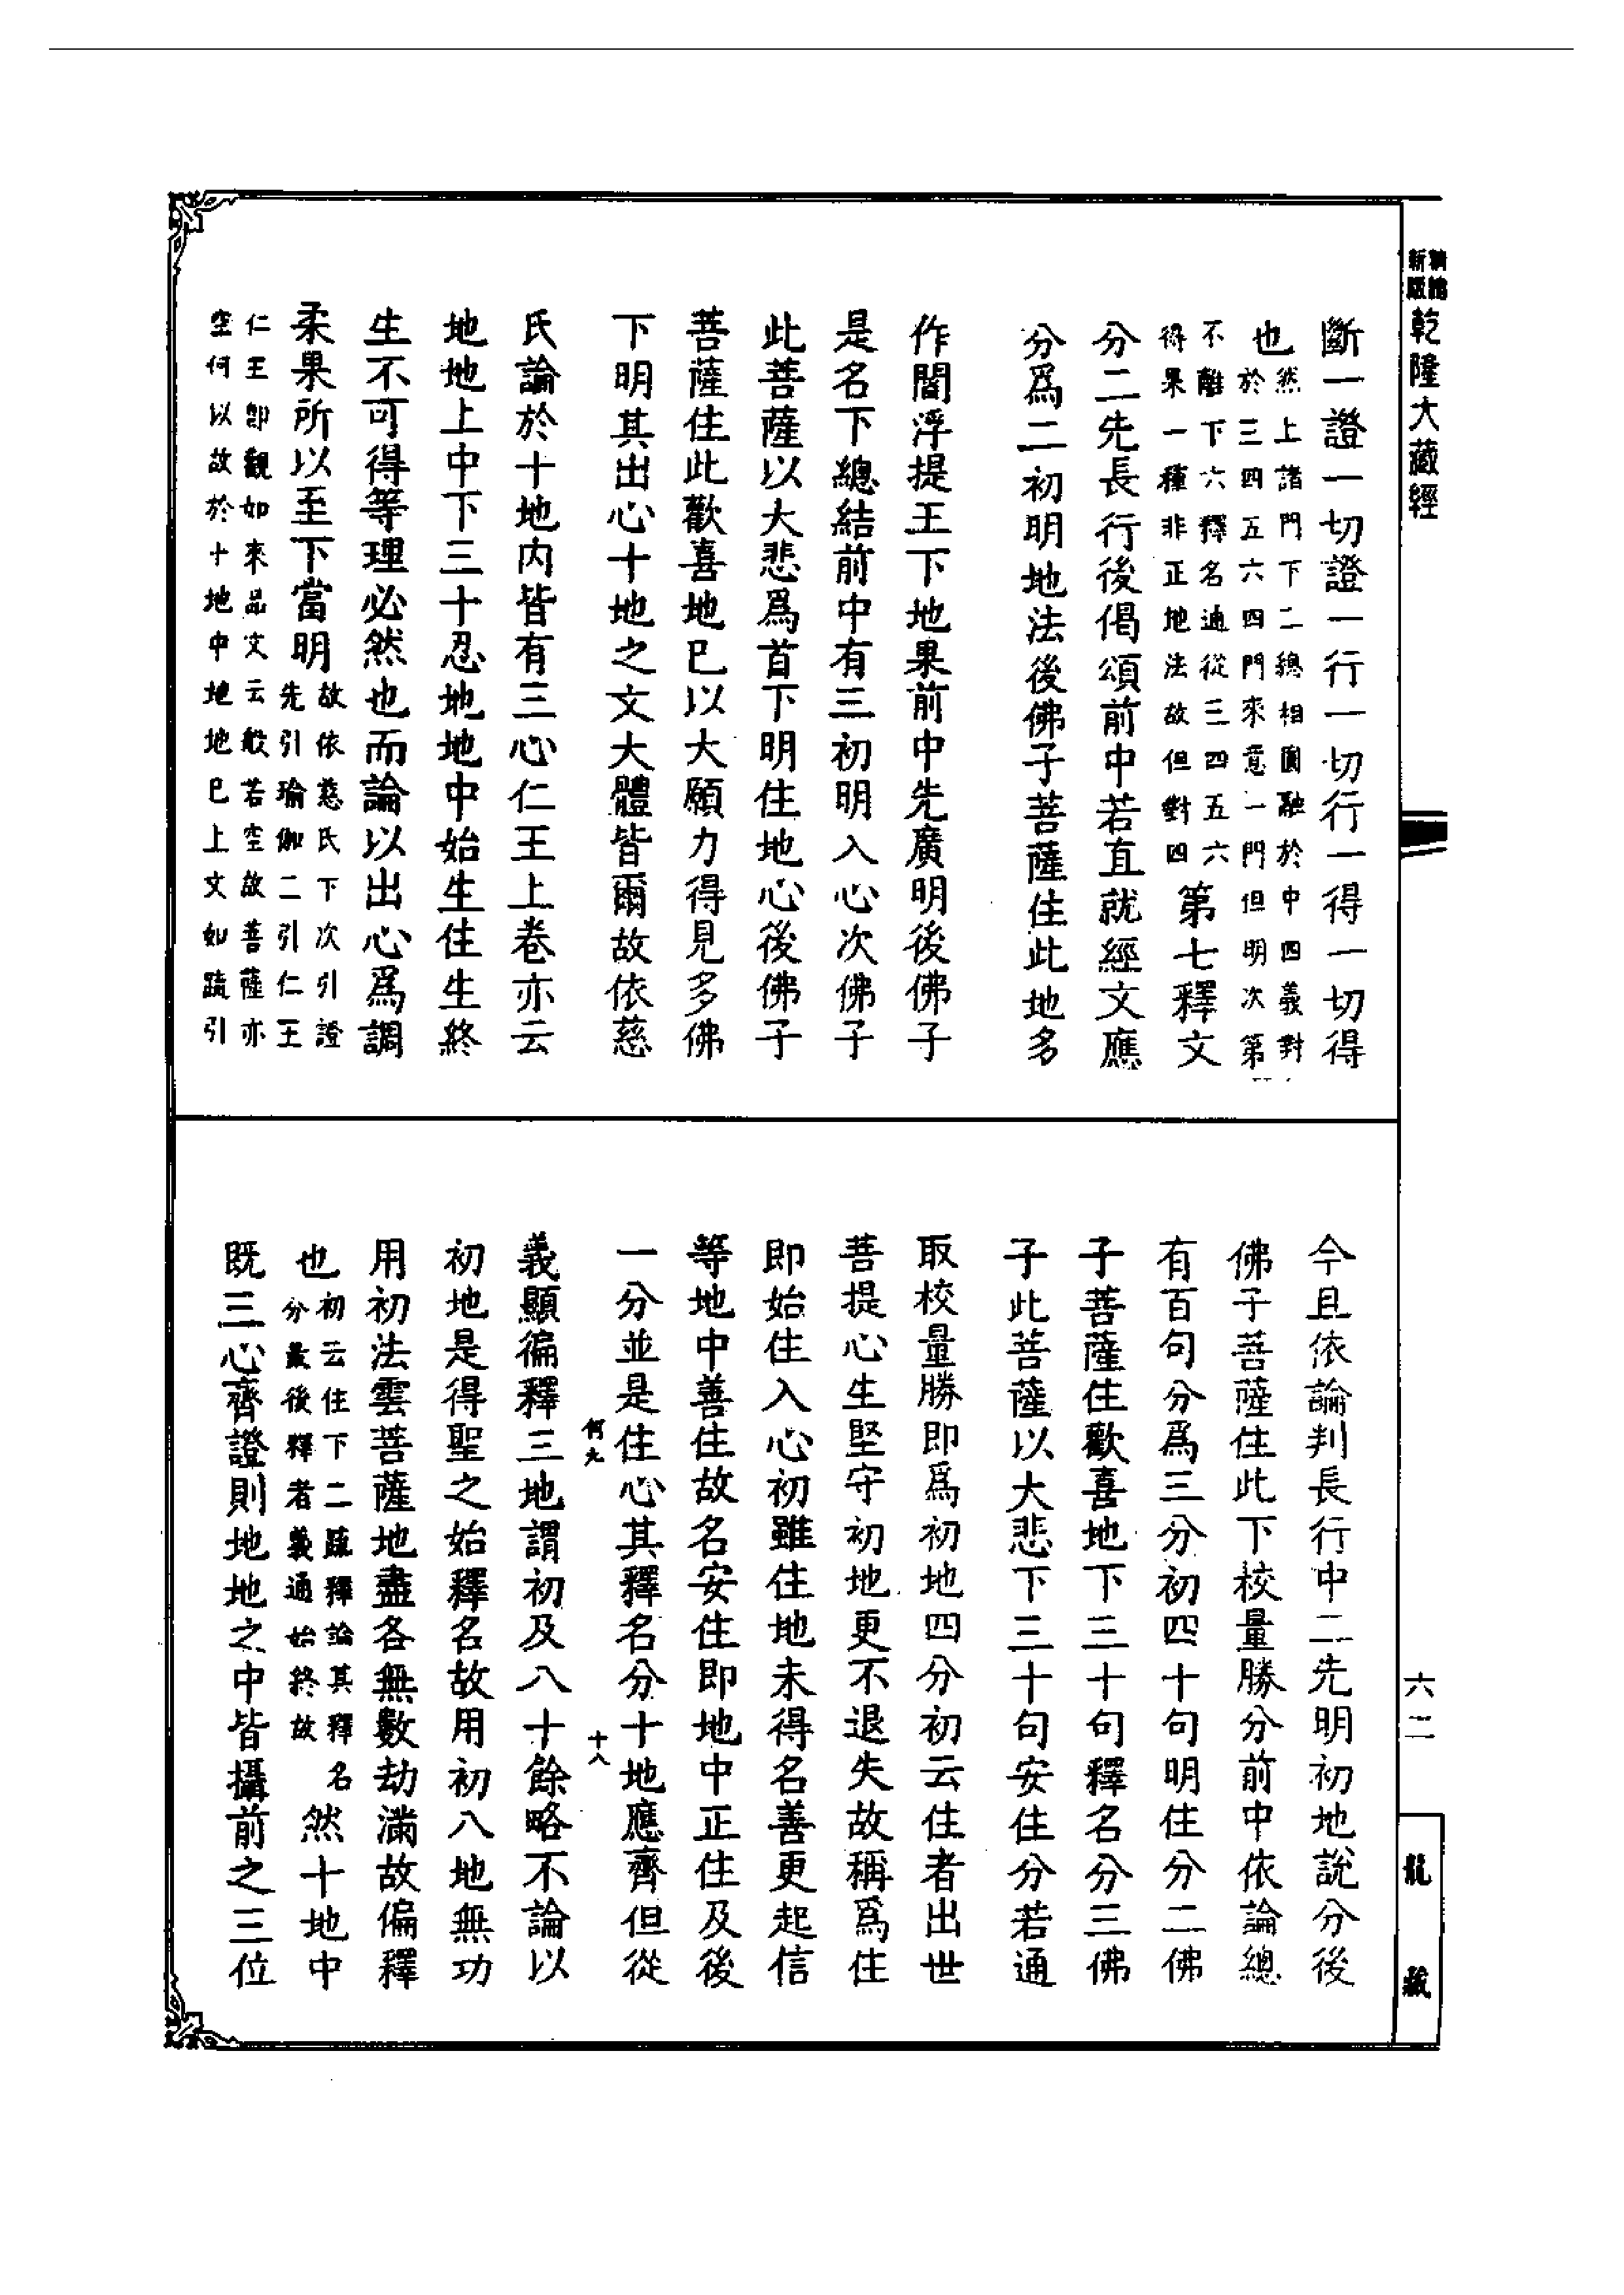 精鴿新版乾隆大藏經
斷一證一切證一行一切行一得一切得
也然上諸門下二總相圓融於中四義對
於三四五六四門來意一門但明次第
不離下六釋名通從三四五六
得果一種非正地法故但對四第七釋文
分二先長行後偈頌前中若直就經文應
分爲二初明地法後佛子菩薩住此地多
作閻浮提王下地果前中先廣明後佛子
是名下總結前中有三初明入心次佛子
此菩薩以大悲爲首下明住地心後佛子
菩薩住此歡喜地已以大願力得見多佛
下明其出心十地之文大體皆爾故依慈
氏論於十地內皆有三心仁王上卷亦云
地地上中下三十忍地地中始生住生終
生不可得等理必然也而論以出心爲調
柔果所以至下當明故依慈氏下次引證
先引瑜伽二引仁王
仁王卽觀如來品文云般若空故菩薩亦
空何以故於十地中地地已上文如䟽引
今且依論判長行中二先明初地說分後
佛子菩薩住此下校量勝分前中依論總
有百句分爲三分初四十句明住分二佛
子菩薩住歡喜地下三十句釋名分三佛
子此菩薩以大悲下三十句安住分若通
取校量勝即爲初地四分初云住者出世
菩提心生堅守初地更不退失故稱爲住
即始住入心初雖住地未得名善更起信
等地中善住故名安住即地中正住及後
一分並是住心其釋名分十地應齊但從
義顯徧釋三地謂初及八十餘略不論以
初地是得聖之始釋名故用初八地無功
用初法雲菩薩地盡各無數劫滿故偏釋
也初云住下二䟽釋論其釋名
分最後釋者義通始終故然十地中
既三心齊證則地地之中皆攝前之三位
十八
六二
龍藏